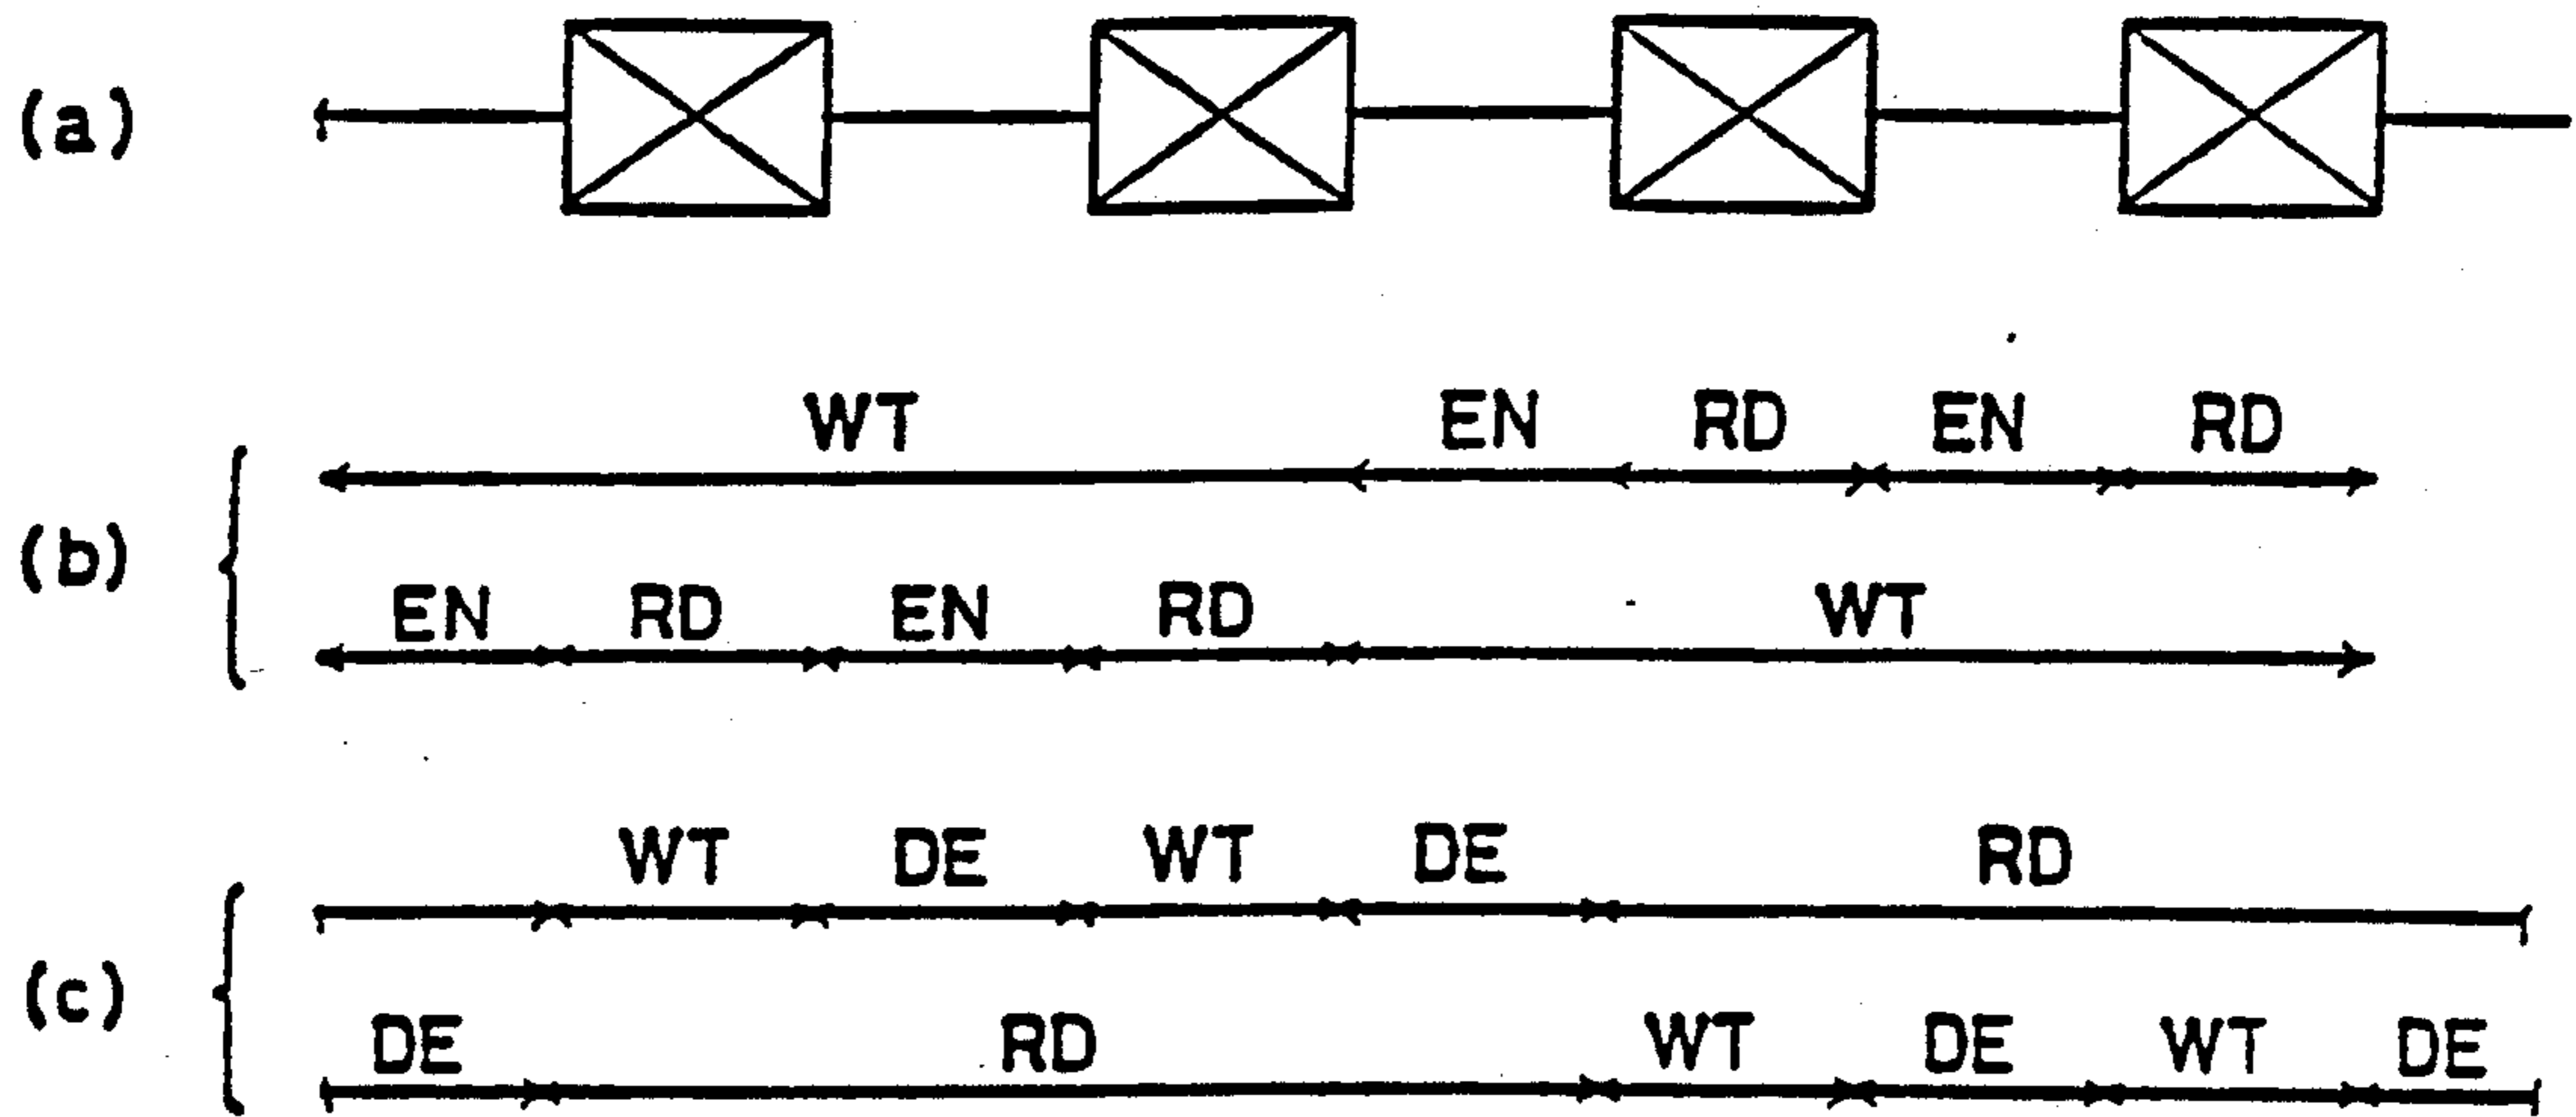 (a)
WT EN RD EN RD
(b)
EN RD EN RD WT
WT DE WT DE RD
(c)
DE RD WT DE WT DE